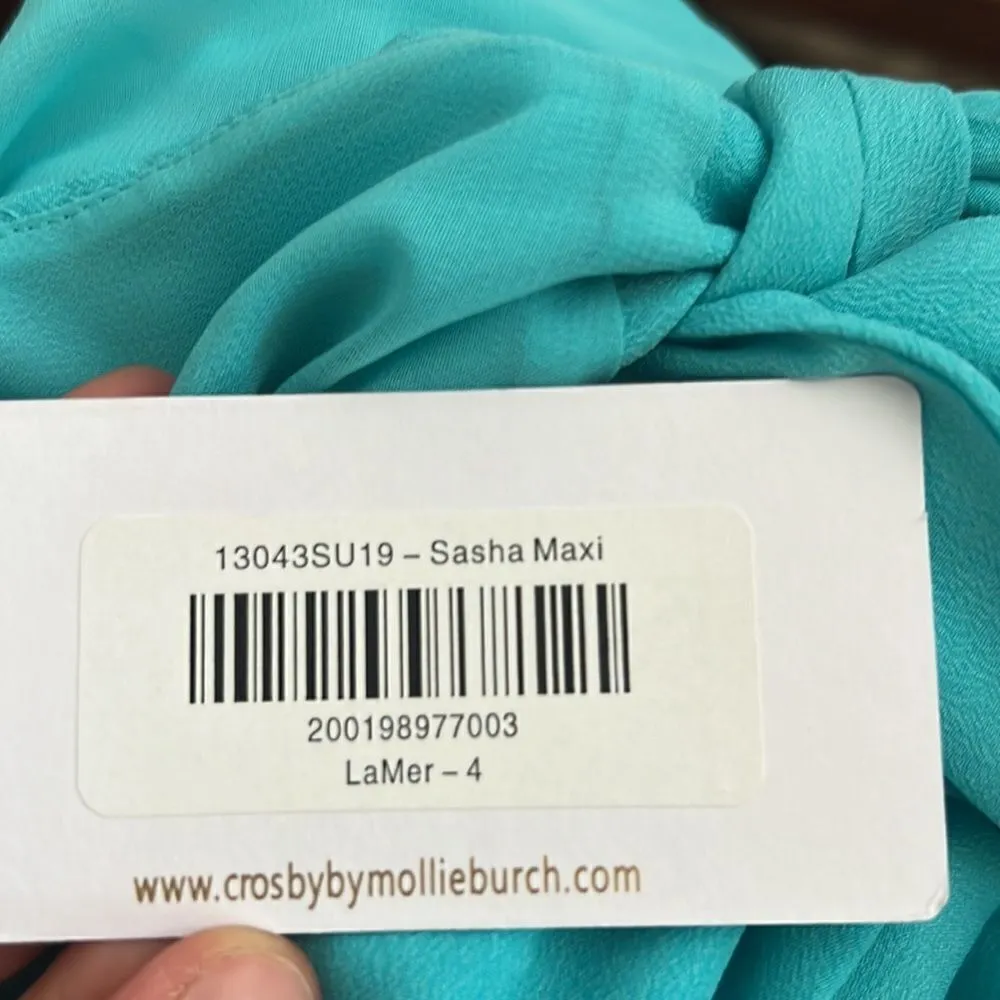 13043SU19 – Sasha Maxi
200198977003
LaMer – 4
www.crosbybymollieburch.com